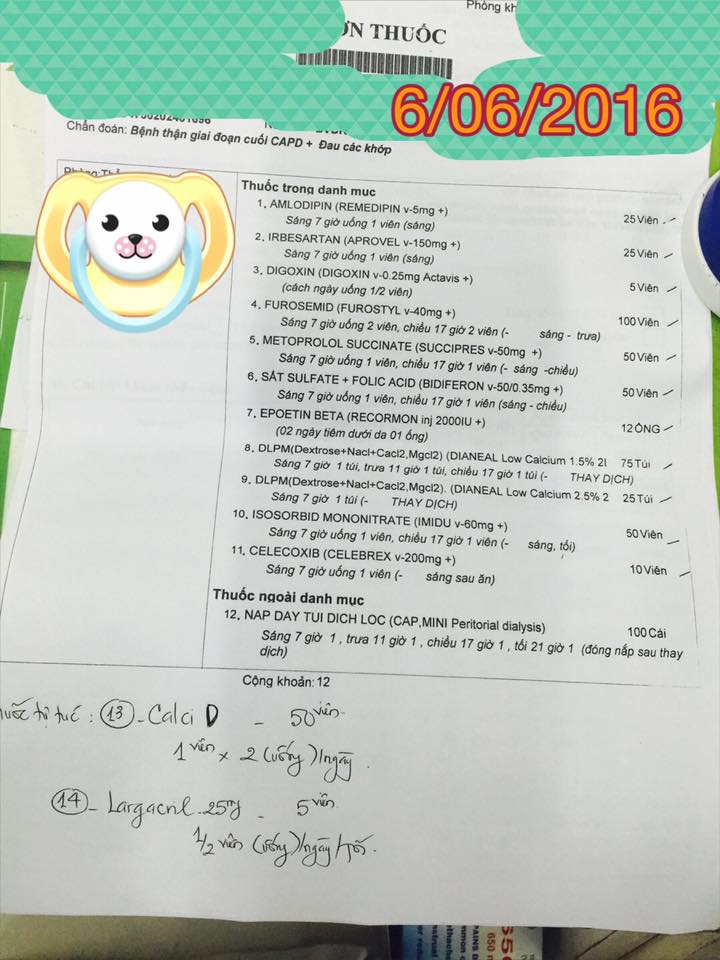 Phòng kh
ƠN THUỐC
6/06/2016
Chẩn đoán: Bệnh thận giai đoạn cuối CAPD + Đau các khớp
Thuốc trong danh mục
1. AMLODIPIN (REMEDIPIN v-5mg +) 25 Viên
Sáng 7 giờ uống 1 viên (sáng)
2. IRBESARTAN (APROVEL v-150mg +) 25 Viên
Sáng 7 giờ uống 1 viên (sáng)
3. DIGOXIN (DIGOXIN v-0.25mg Actavis +) 5 Viên
(cách ngày uống 1/2 viên)
4. FUROSEMID (FUROSTYL v-40mg +) 100 Viên
Sáng 7 giờ uống 2 viên, chiều 17 giờ 2 viên (- sáng - trưa)
5. METOPROLOL SUCCINATE (SUCCIPRES v-50mg +) 50 Viên
Sáng 7 giờ uống 1 viên, chiều 17 giờ 1 viên (- sáng -chiều)
6. SẮT SULFATE + FOLIC ACID (BIDIFERON v-50/0.35mg +) 50 Viên
Sáng 7 giờ uống 1 viên, chiều 17 giờ 1 viên (sáng - chiều)
7. EPOETIN BETA (RECORMON inj 2000IU +) 12 ỐNG
(02 ngày tiêm dưới da 01 ống)
8. DLPM(Dextrose+Nacl+Cacl2,Mgcl2) (DIANEAL Low Calcium 1.5% 2l 75 Túi
Sáng 7 giờ 1 túi, trưa 11 giờ 1 túi, chiều 17 giờ 1 túi (- THAY DỊCH)
9. DLPM(Dextrose+Nacl+Cacl2,Mgcl2). (DIANEAL Low Calcium 2.5% 2 25 Túi
Sáng 7 giờ 1 túi (- THAY DỊCH)
10. ISOSORBID MONONITRATE (IMIDU v-60mg +) 50 Viên
Sáng 7 giờ uống 1 viên, chiều 17 giờ 1 viên (- sáng, tối)
11. CELECOXIB (CELEBREX v-200mg +) 10 Viên
Sáng 7 giờ uống 1 viên (- sáng sau ăn)
Thuốc ngoài danh mục
12. NAP DAY TUI DICH LOC (CAP,MINI Peritorial dialysis) 100 Cái
Sáng 7 giờ 1 , trưa 11 giờ 1 , chiều 17 giờ 1 , tối 21 giờ 1 (đóng nắp sau thay
dịch)
Cộng khoản: 12
uốc tự túc : 13 - Calci D - 50 viên
1 viên x 2 (uống)/ngày.
14 - Largacril 25mg - 5 viên
1/2 viên (uống)/ngày/tối.
650